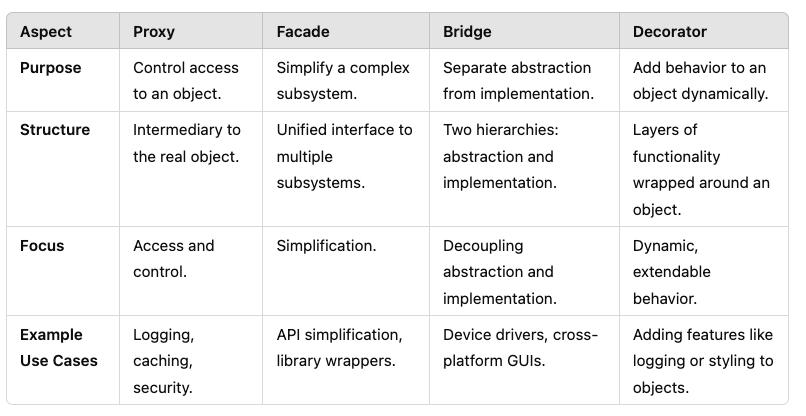 Aspect Proxy Facade Bridge Decorator
Purpose Control access Simplify a complex Separate abstraction Add behavior to an
to an object. subsystem. from implementation. object dynamically.
Structure Intermediary to Unified interface to Two hierarchies: Layers of
the real object. multiple abstraction and functionality
subsystems. implementation. wrapped around an
object.
Focus Access and Simplification. Decoupling Dynamic,
control. abstraction and extendable
implementation. behavior.
Example Logging, API simplification, Device drivers, cross- Adding features like
Use Cases caching, library wrappers. platform GUIs. logging or styling to
security. objects.